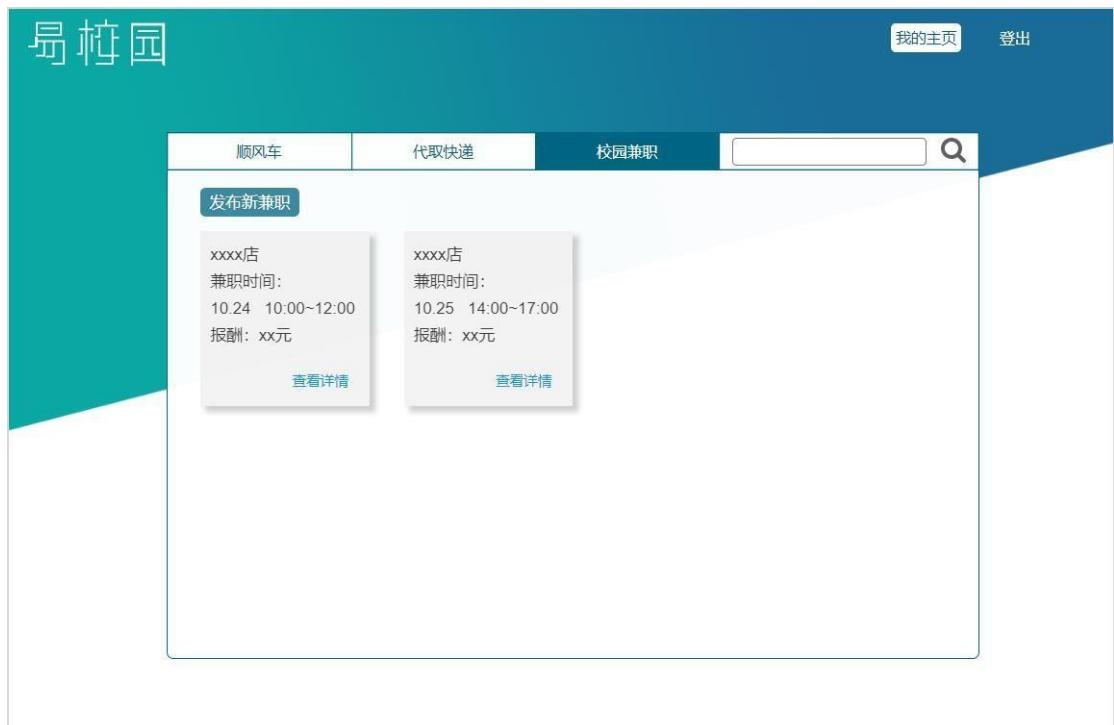 易校园
我的主页 登出
顺风车 代取快递 校园兼职
发布新兼职
xxxx店
兼职时间：
10.24 10:00~12:00
报酬：xx元
查看详情
xxxx店
兼职时间：
10.25 14:00~17:00
报酬：xx元
查看详情